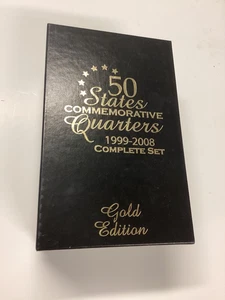 50
States
COMMEMORATIVE
Quarters
1999-2008
COMPLETE SET
Gold
Edition